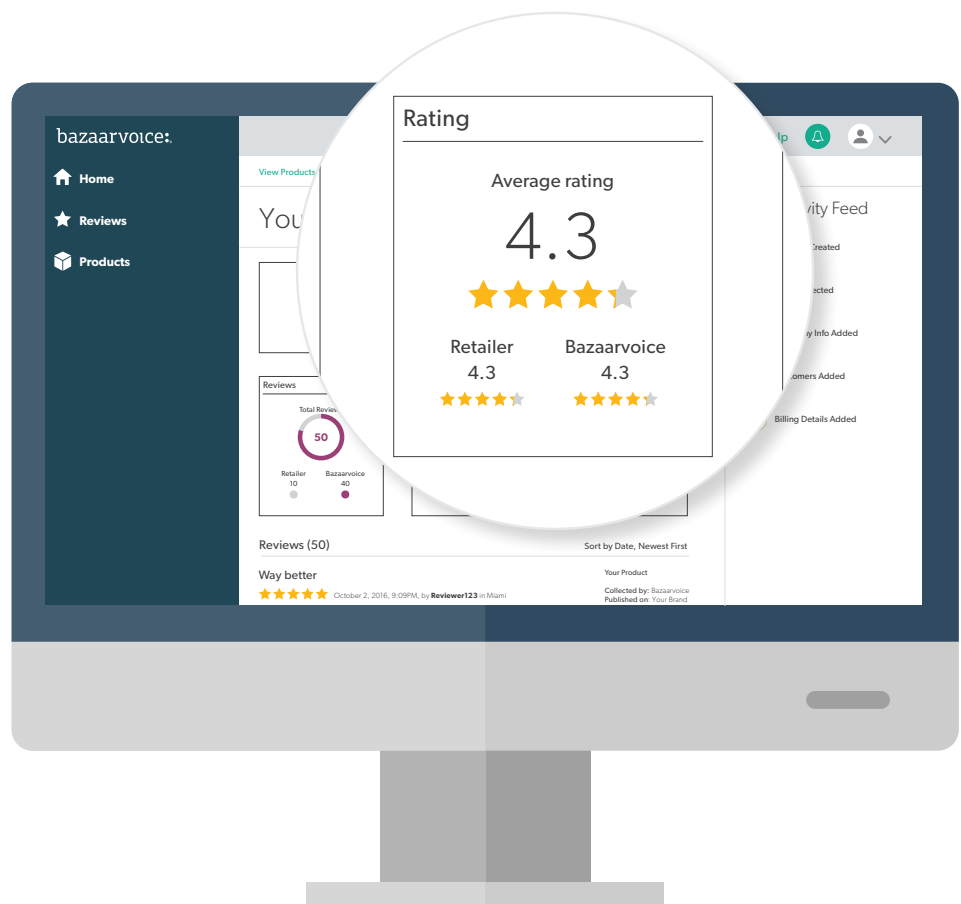 bazaarvoice:
Home
Reviews
Products
View Products
You
Rating
Average rating
4.3
Retailer Bazaarvoice
4.3 4.3
Reviews
Total Review
50
Retailer Bazaarvoice
10 40
Reviews (50) Sort by Date, Newest First
Way better
October 2, 2016, 9:09PM, by Reviewer123 in Miami
Your Product
Collected by: Bazaarvoice
Published on: Your Brand
lp
vity Feed
Created
ected
y Info Added
omers Added
Billing Details Added